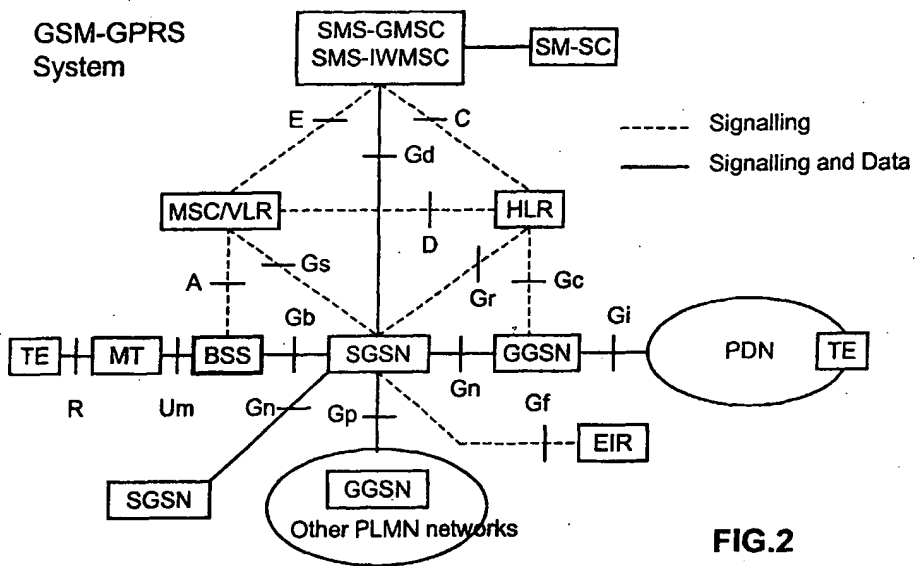 GSM-GPRS
System
SMS-GMSC
SMS-IWMSC
SM-SC
E
C
Gd
Signalling
Signalling and Data
MSC/VLR
HLR
D
A
Gs
Gr
Gc
Gb
Gi
TE
MT
BSS
SGSN
GGSN
PDN
TE
R
Um
Gn
Gp
Gn
Gf
EIR
SGSN
GGSN
Other PLMN networks
FIG.2